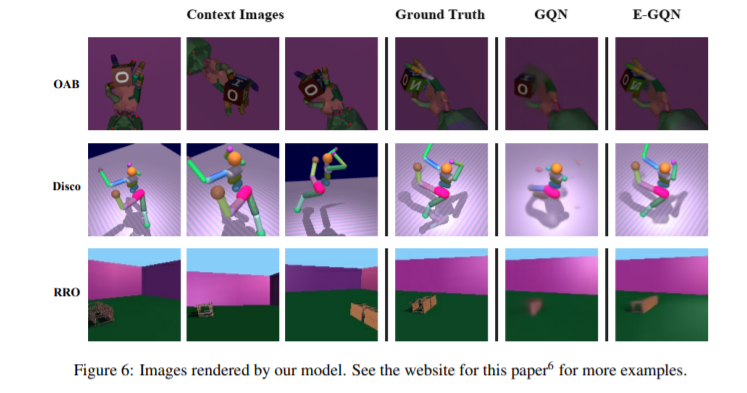 Context Images Ground Truth GQN E-GQN
OAB
Disco
RRO
Figure 6: Images rendered by our model. See the website for this paper⁶ for more examples.